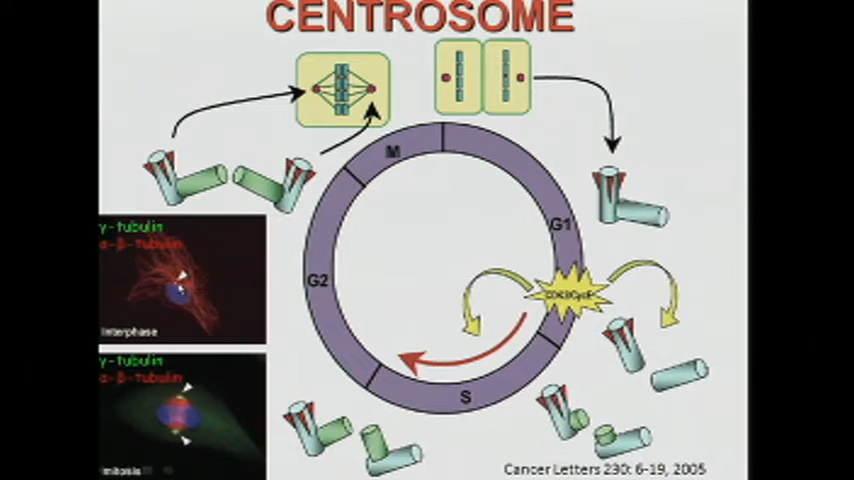 CENTROSOME
M
G1
γ-tubulin
α-β-Tubulin
G2
Interphase
γ-tubulin
α-β-tubulin
S
mitosis
Cancer Letters 230: 6-19, 2005